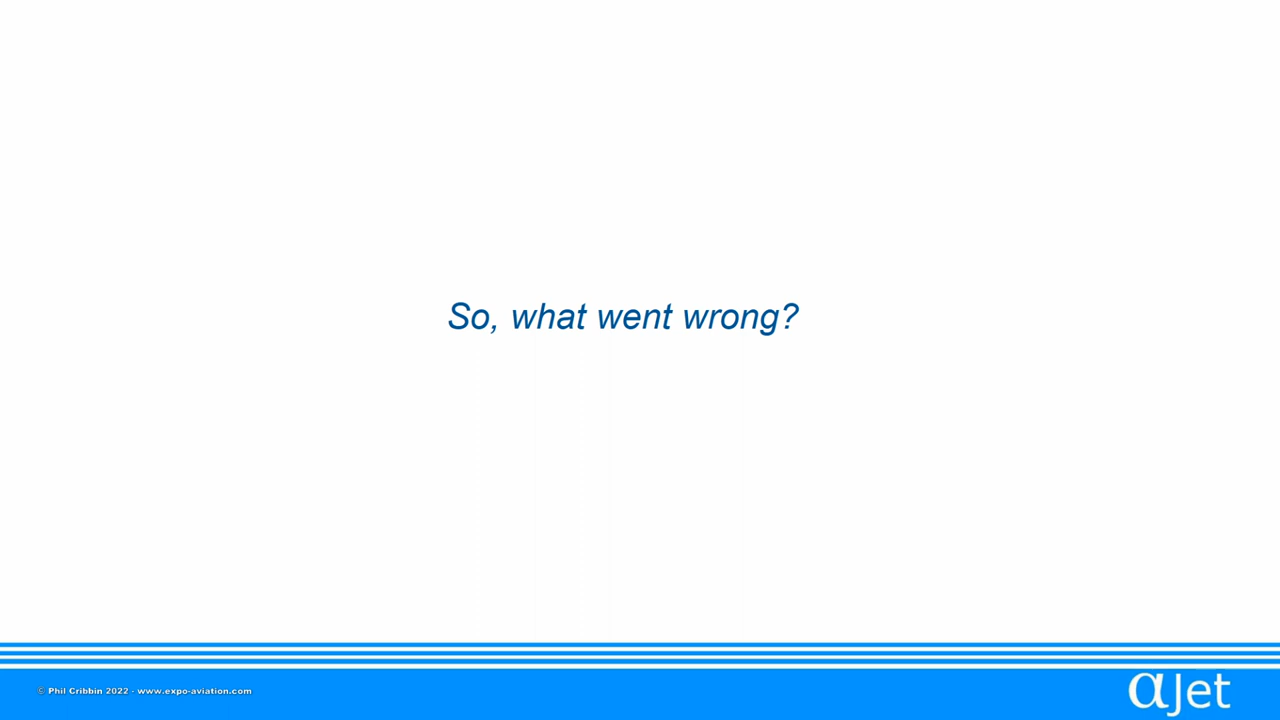 So, what went wrong?
© Phil Cribbin 2022 - www.expo-aviation.com
αJet